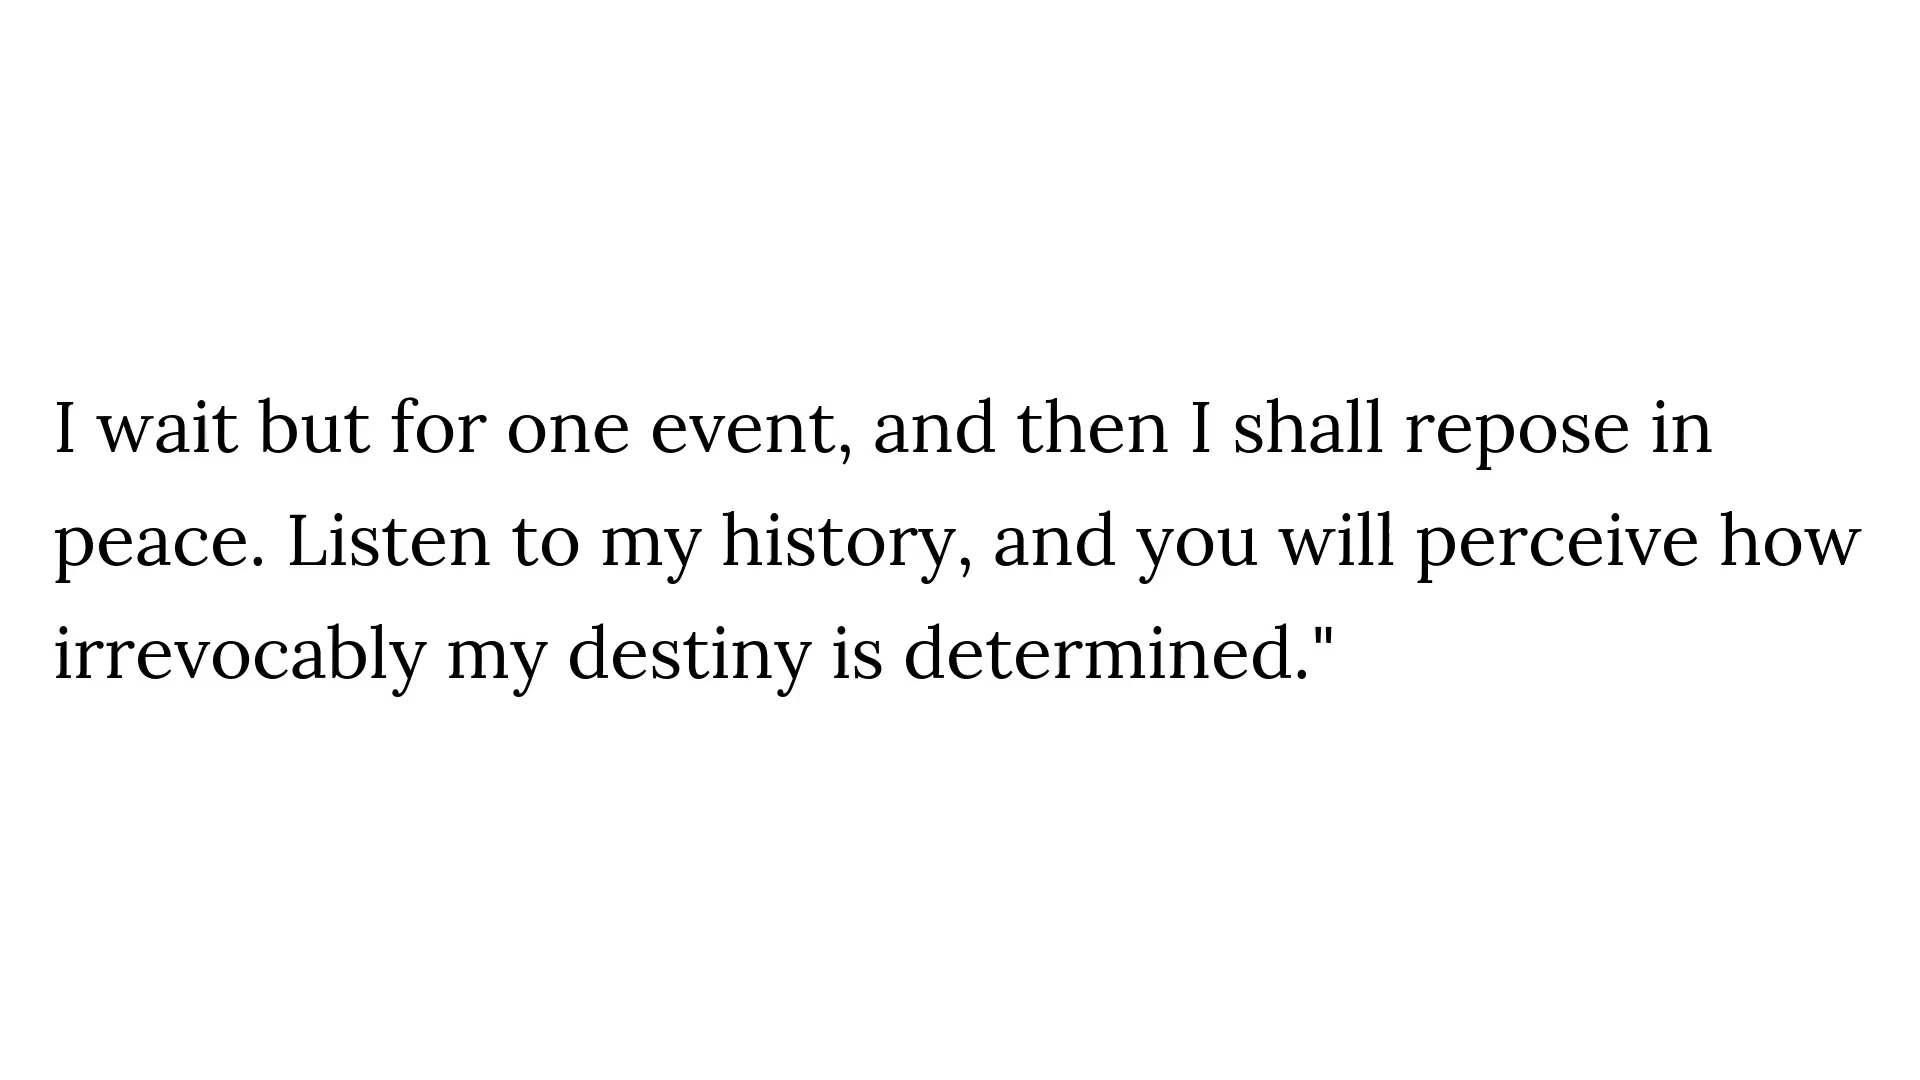 I wait but for one event, and then I shall repose in
peace. Listen to my history, and you will perceive how
irrevocably my destiny is determined."